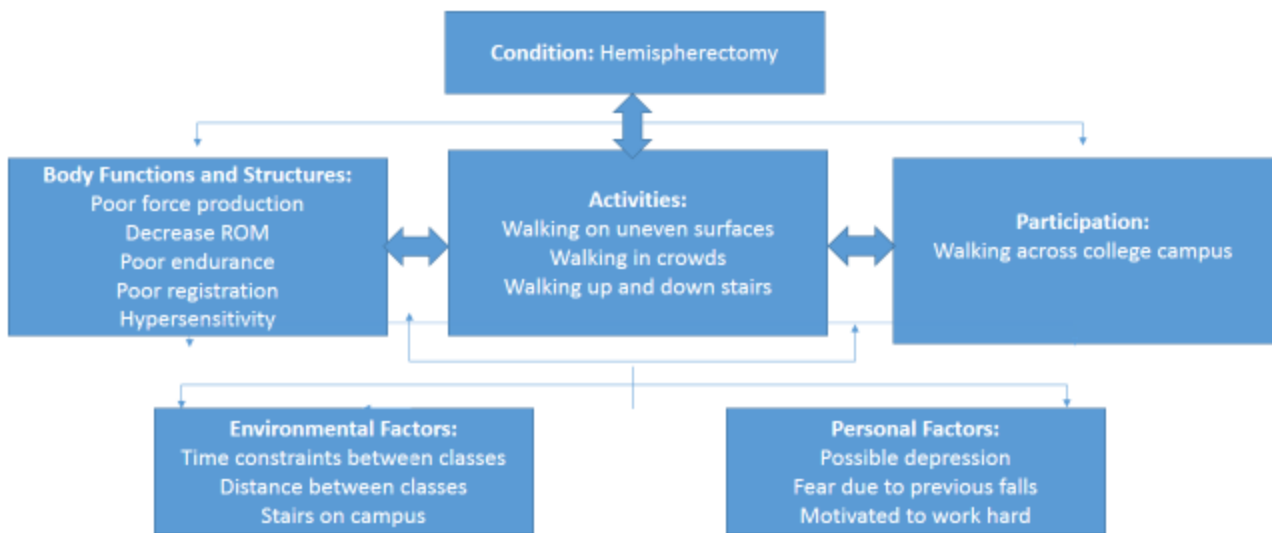 Condition: Hemispherectomy
Body Functions and Structures:
Poor force production
Decrease ROM
Poor endurance
Poor registration
Hypersensitivity
Activities:
Walking on uneven surfaces
Walking in crowds
Walking up and down stairs
Participation:
Walking across college campus
Environmental Factors:
Time constraints between classes
Distance between classes
Stairs on campus
Personal Factors:
Possible depression
Fear due to previous falls
Motivated to work hard